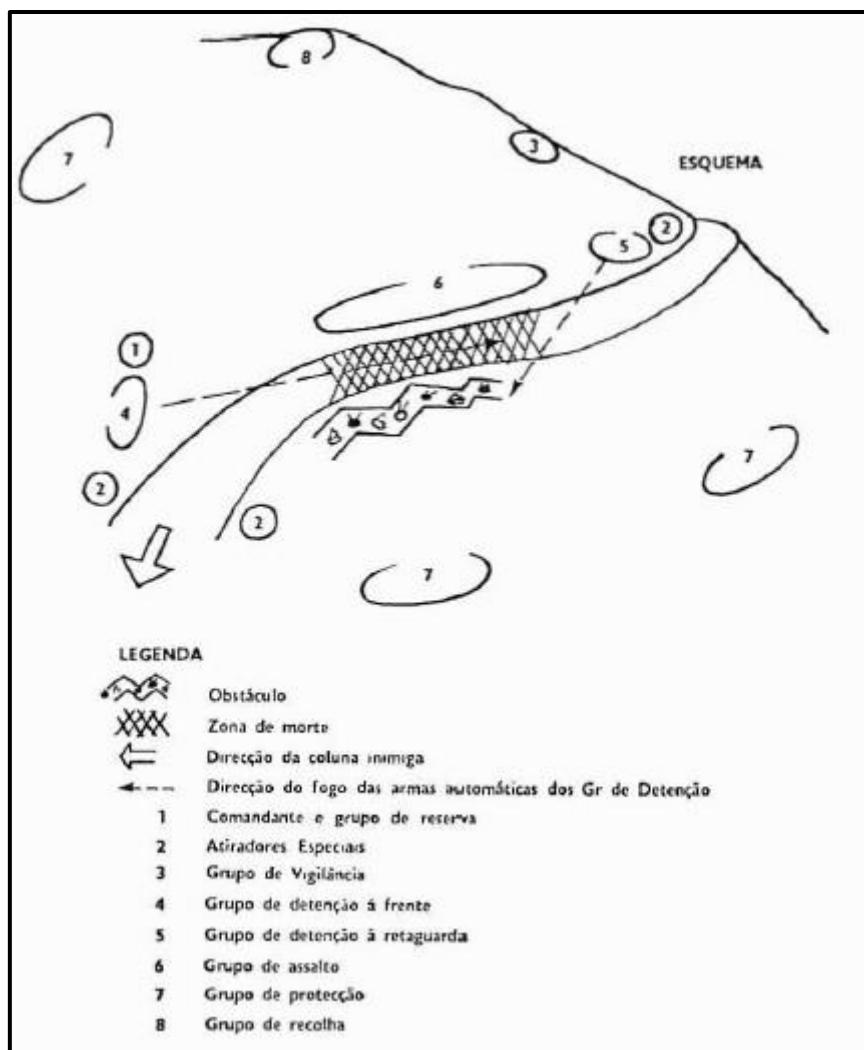 8
7
3
ESQUEMA
2
5
6
1
4
7
2
2
7
LEGENDA
Obstáculo
Zona de morte
Direcção da coluna inimiga
Direcção do fogo das armas automáticas dos Gr de Detenção
1 Comandante e grupo de reserva
2 Atiradores Especiais
3 Grupo de Vigilância
4 Grupo de detenção á frente
5 Grupo de detenção à retaguarda
6 Grupo de assalto
7 Grupo de protecção
8 Grupo de recolha